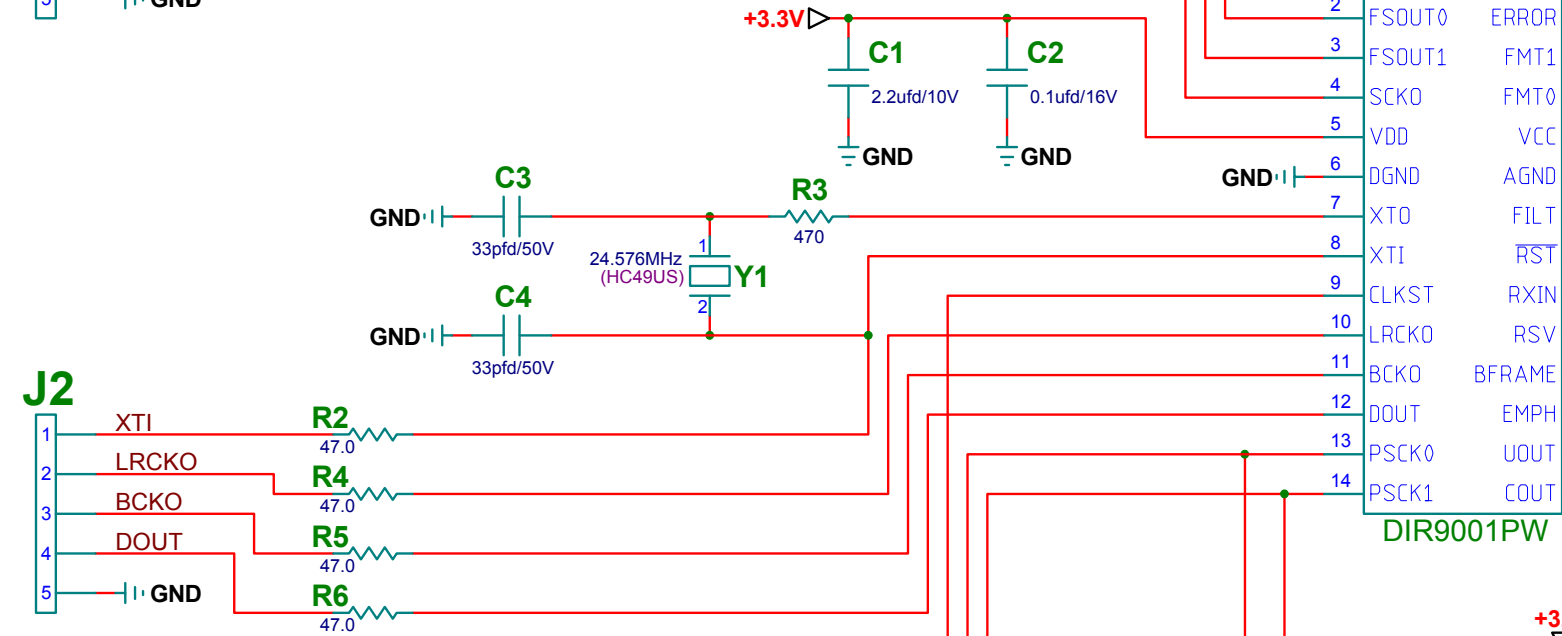 GND
+3.3V
C1
2.2ufd/10V
GND
C2
0.1ufd/16V
GND
C3
GND
33pfd/50V
R3
470
24.576MHz
(HC49US)
1
Y1
2
C4
GND
33pfd/50V
J2
1
XTI
R2
47.0
2
LRCKO
R4
47.0
3
BCKO
R5
47.0
4
DOUT
R6
47.0
5
GND
2 FSOUT0 ERROR
3 FSOUT1 FMT1
4 SCKO FMT0
5 VDD VCC
GND 6 DGND AGND
7 XTO FILT
8 XTI RST
9 CLKST RXIN
10 LRCKO RSV
11 BCKO BFRAME
12 DOUT EMPH
13 PSCK0 UOUT
14 PSCK1 COUT
DIR9001PW
+3